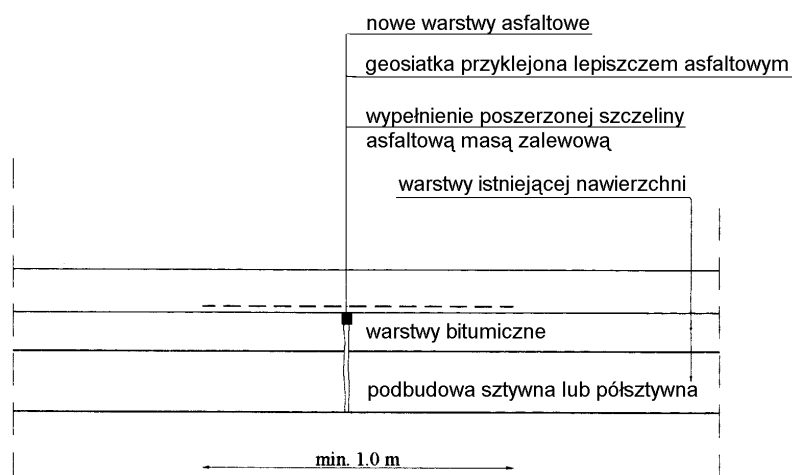 nowe warstwy asfaltowe
geosiatka przyklejona lepiszczem asfaltowym
wypełnienie poszerzonej szczeliny
asfaltową masą zalewową
warstwy istniejącej nawierzchni
warstwy bitumiczne
podbudowa sztywna lub półsztywna
min. 1.0 m